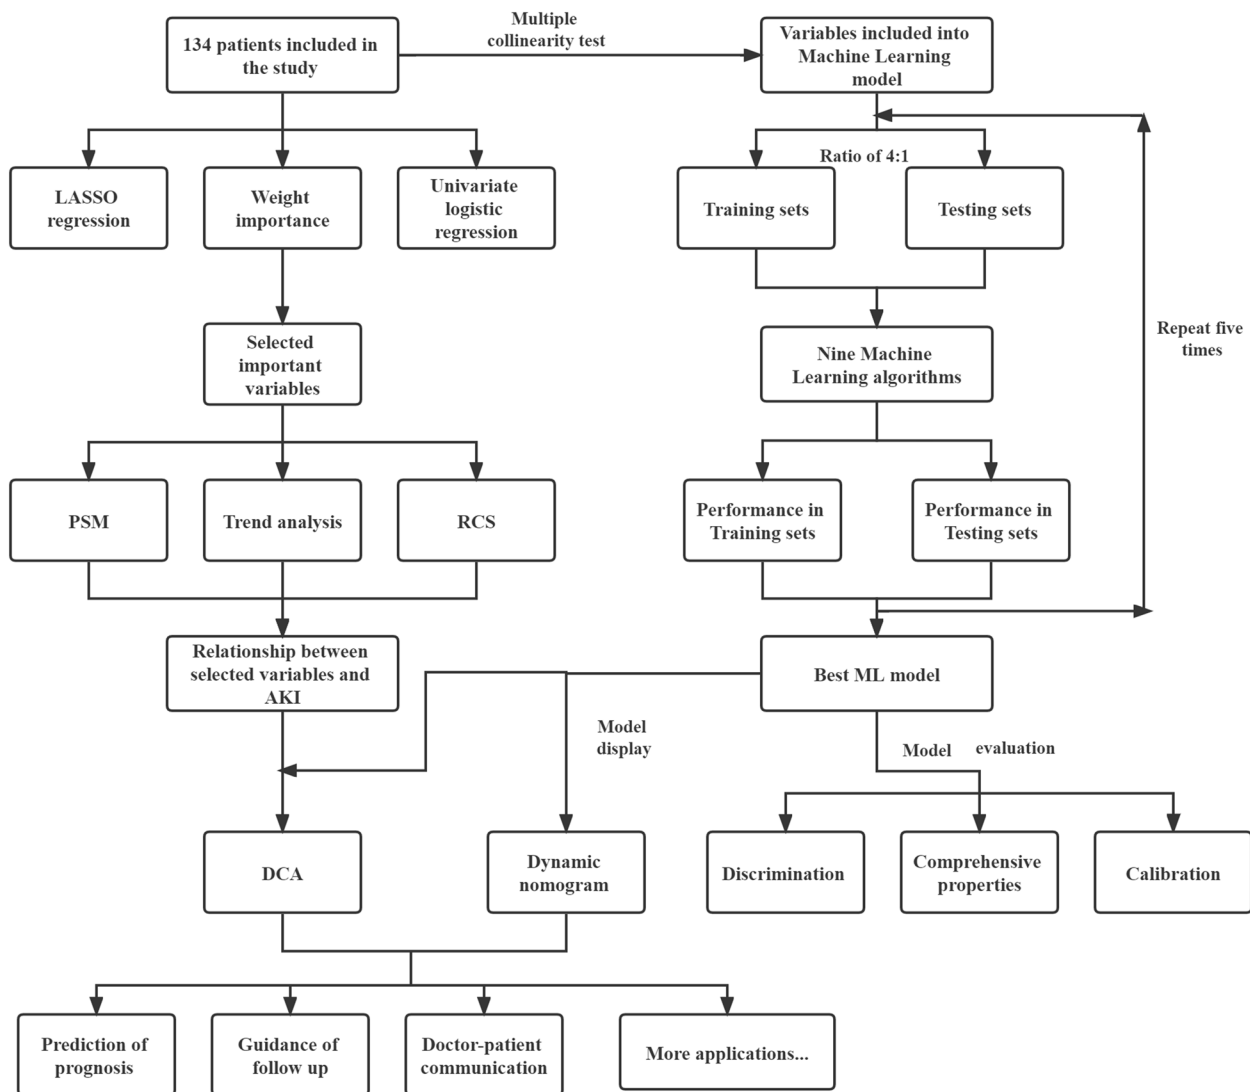 134 patients included in
the study
Multiple
collinearity test
Variables included into
Machine Learning
model
LASSO
regression
Weight
importance
Univariate
logistic
regression
Ratio of 4:1
Training sets
Testing sets
Selected
important
variables
Nine Machine
Learning algorithms
Repeat five
times
PSM
Trend analysis
RCS
Performance in
Training sets
Performance in
Testing sets
Relationship between
selected variables and
AKI
Best ML model
Model
display
Model evaluation
DCA
Dynamic
nomogram
Discrimination
Comprehensive
properties
Calibration
Prediction of
prognosis
Guidance of
follow up
Doctor-patient
communication
More applications...